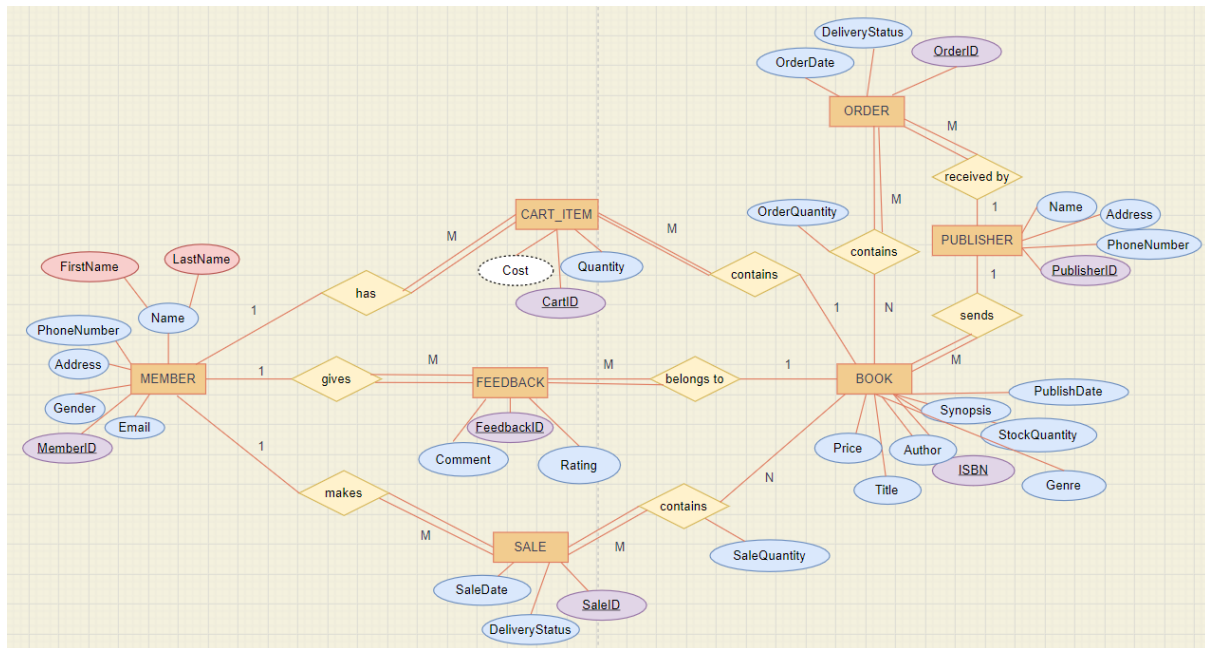 DeliveryStatus
OrderID
OrderDate
ORDER
M
received by
M
1
CART_ITEM
OrderQuantity
Name
Address
PUBLISHER
PhoneNumber
PublisherID
M
M
contains
FirstName
LastName
Cost
Quantity
contains
1
has
CartID
N
sends
1
1
Name
PhoneNumber
Address
MEMBER
1
gives
M
FEEDBACK
M
belongs to
1
BOOK
M
Gender
Email
MemberID
FeedbackID
Comment
Rating
PublishDate
Synopsis
StockQuantity
Price
Author
ISBN
Genre
Title
1
makes
N
contains
M
SALE
M
SaleQuantity
SaleDate
SaleID
DeliveryStatus